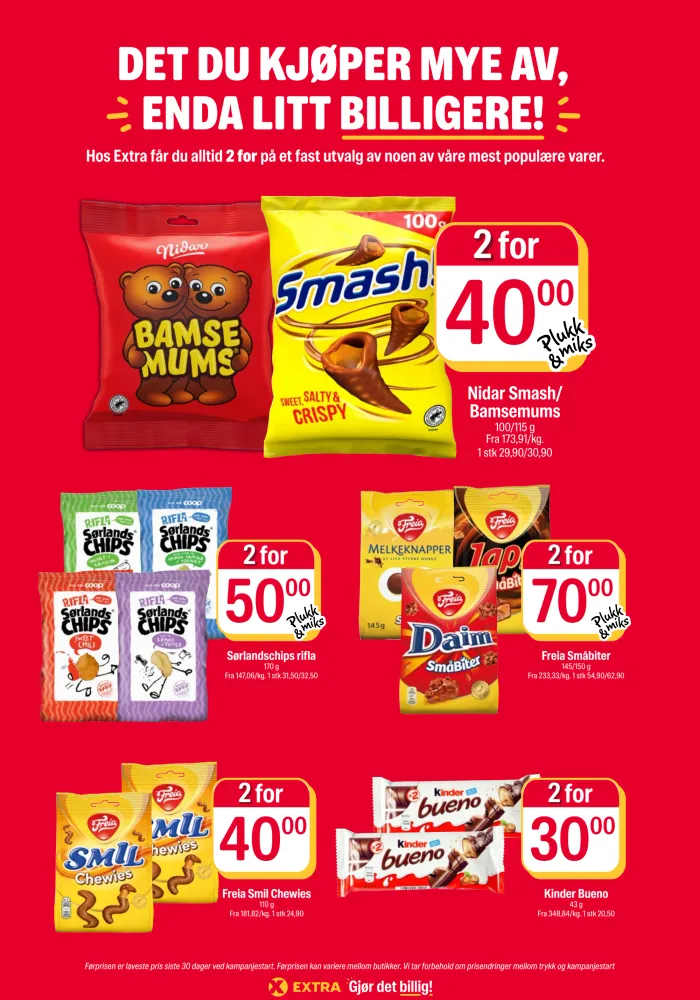 DET DU KJØPER MYE AV,
ENDA LITT BILLIGERE!
Hos Extra får du alltid 2 for på et fast utvalg av noen av våre mest populære varer.
Nidar
BAMSE
MUMS
100g
Smash!
SWEET, SALTY &
CRISPY
2 for
40 00
Plukk
& miks
Nidar Smash/
Bamsemums
100/115 g
Fra 173,91/kg.
1 stk 29,90/30,90
coop
RIFLA
Sørlands
CHIPS
coop
RIFLA
Sørlands
CHIPS
RIFLA
Sørlands
CHIPS
SWEET
CHILI
RIFLA
Sørlands
CHIPS
2 for
50 00
Plukk
& miks
Sørlandschips rifla
170 g
Fra 147,06/kg. 1 stk 31,50/32,50
Freia
MELKEKNAPPER
145g
Freia
Japp
Freia
Daim
SmåBiter
2 for
70 00
Plukk
& miks
Freia Småbiter
145/150 g
Fra 233,33/kg. 1 stk 54,90/62,90
Freia
SMIL
Chewies
Freia
SMIL
Chewies
2 for
40 00
Freia Smil Chewies
110 g
Fra 181,82/kg. 1 stk 24,90
Kinder
bueno
×2
Kinder
bueno
×2
2 for
30 00
Kinder Bueno
43 g
Fra 348,84/kg. 1 stk 20,50
Førprisen er laveste pris siste 30 dager ved kampanjestart. Førprisen kan variere mellom butikker. Vi tar forbehold om prisendringer mellom trykk og kampanjestart
X EXTRA Gjør det billig!